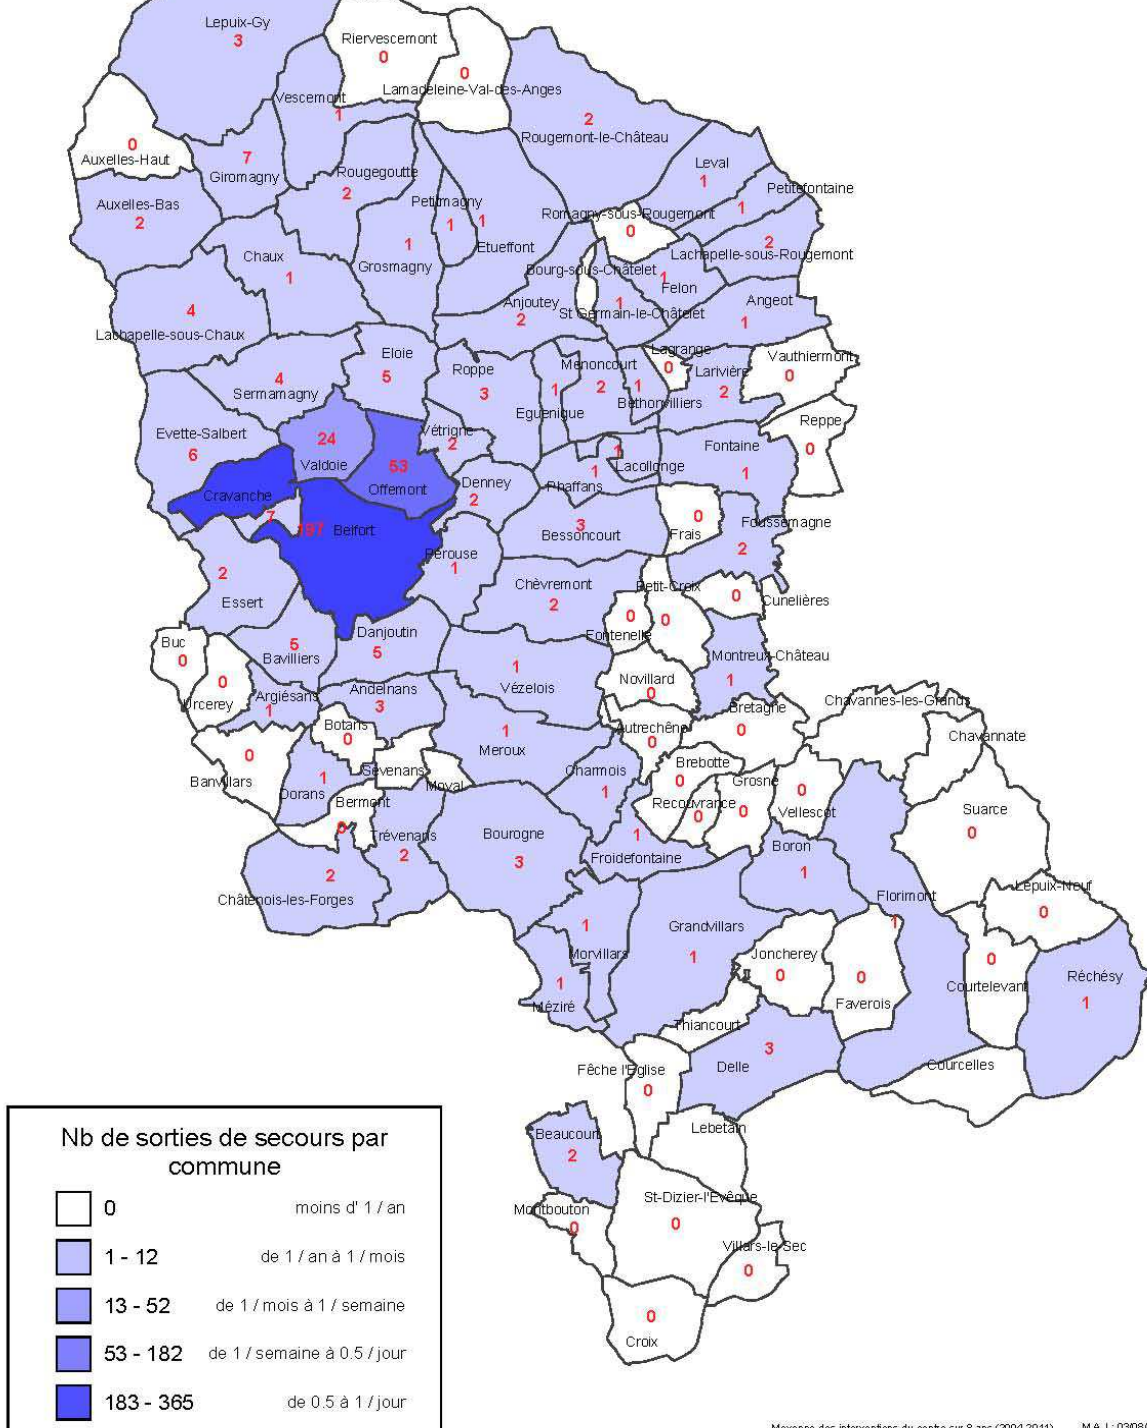 Lepuix-Gy
3
Riervescemont
0
0
Lamadeleine-Val-des-Anges
Vescemont
1
2
Rougemont-le-Château
0
Auxelles-Haut
7
Giromagny
Rougegoutte
2
Leval
1
Petitefontaine
1
Auxelles-Bas
2
Petitmagny
1
1
Etueffont
Romagny-sous-Rougemont
0
2
Lachapelle-sous-Rougemont
Chaux
1
1
Grosmagny
Bourg-sous-Châtelet
1
Felon
4
Lachapelle-sous-Chaux
Anjoutey
2
1
St Germain-le-Châtelet
Angeot
1
Eloie
5
Roppe
3
Menoncourt
2
Lagrange
0
Vauthiermont
0
4
Sermamagny
1
Eguenigue
1
Bethonvilliers
Larivière
2
Reppe
0
Evette-Salbert
6
24
Valdoie
Vétrigne
2
53
Offemont
1
Lacollonge
Fontaine
1
Cravanche
7
Denney
2
1
Phaffans
197
Belfort
3
Bessoncourt
0
Frais
Foussemagne
2
Pérouse
1
2
Essert
Chèvremont
2
Petit-Croix
0
0
Cunelières
0
Fontenelle
Buc
0
5
Bavilliers
Danjoutin
5
Montreux-Château
1
0
Urcerey
Argiésans
1
Andelnans
3
1
Vézelois
Novillard
0
Bretagne
0
Chavannes-les-Grands
Chavannate
Botans
0
1
Meroux
Autrechêne
0
0
Banvillars
1
Dorans
Sévenans
Moval
Charmois
1
Brebotte
0
Grosne
0
0
Vellescot
Bermont
0
Recouvrance
0
Suarce
0
Trévenans
2
Bourogne
3
1
Froidefontaine
Boron
1
2
Châtenois-les-Forges
Florimont
1
Lepuix-Neuf
0
1
Morvillars
Grandvillars
1
Joncherey
0
0
Faverois
0
Courtelevant
Réchésy
1
1
Méziré
Thiancourt
3
Delle
Courcelles
Fêche l'Eglise
0
Beaucourt
2
Lebetain
Montbouton
0
St-Dizier-l'Evêque
0
Villars-le-Sec
0
0
Croix
Nb de sorties de secours par
commune
0 moins d' 1 / an
1 - 12 de 1 / an à 1 / mois
13 - 52 de 1 / mois à 1 / semaine
53 - 182 de 1 / semaine à 0.5 / jour
183 - 365 de 0.5 à 1 / jour
Moyenne des interventions du centre sur 8 ans (2004-2011) M.A.J : 03/08/